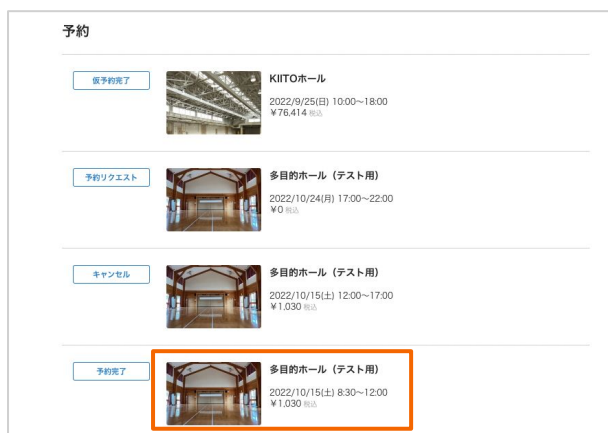 予約
仮予約完了
KIITOホール
2022/9/25(日) 10:00~18:00
¥76,414 税込
予約リクエスト
多目的ホール（テスト用）
2022/10/24(月) 17:00~22:00
¥0 税込
キャンセル
多目的ホール（テスト用）
2022/10/15(土) 12:00~17:00
¥1,030 税込
予約完了
多目的ホール（テスト用）
2022/10/15(土) 8:30~12:00
¥1,030 税込